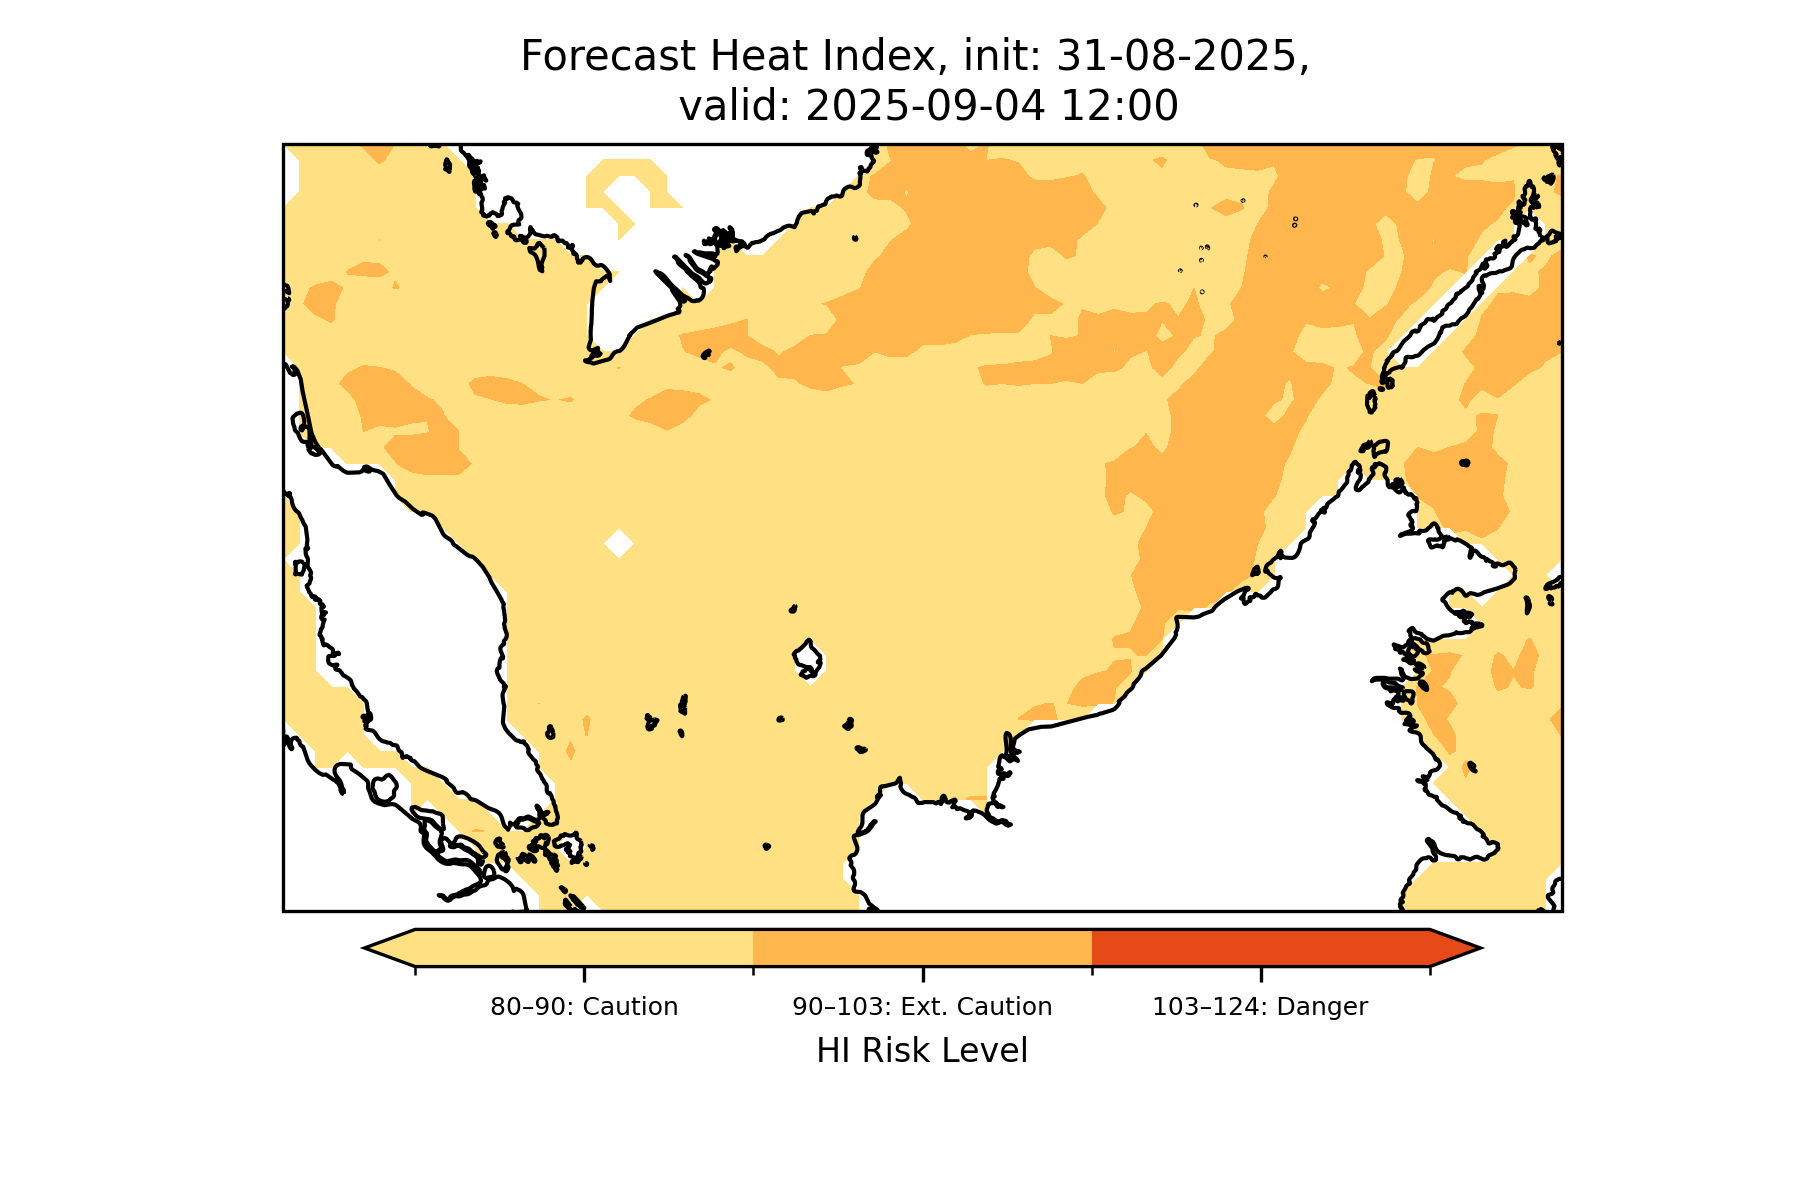 Forecast Heat Index, init: 31-08-2025,
valid: 2025-09-04 12:00
80–90: Caution
90–103: Ext. Caution
103–124: Danger
HI Risk Level